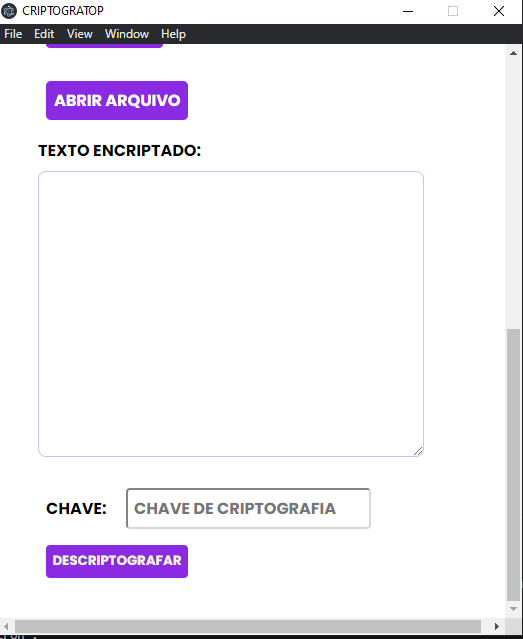 CRIPTOGRATOP
File Edit View Window Help
ABRIR ARQUIVO
TEXTO ENCRIPTADO:
CHAVE: CHAVE DE CRIPTOGRAFIA
DESCRIPTOGRAFAR